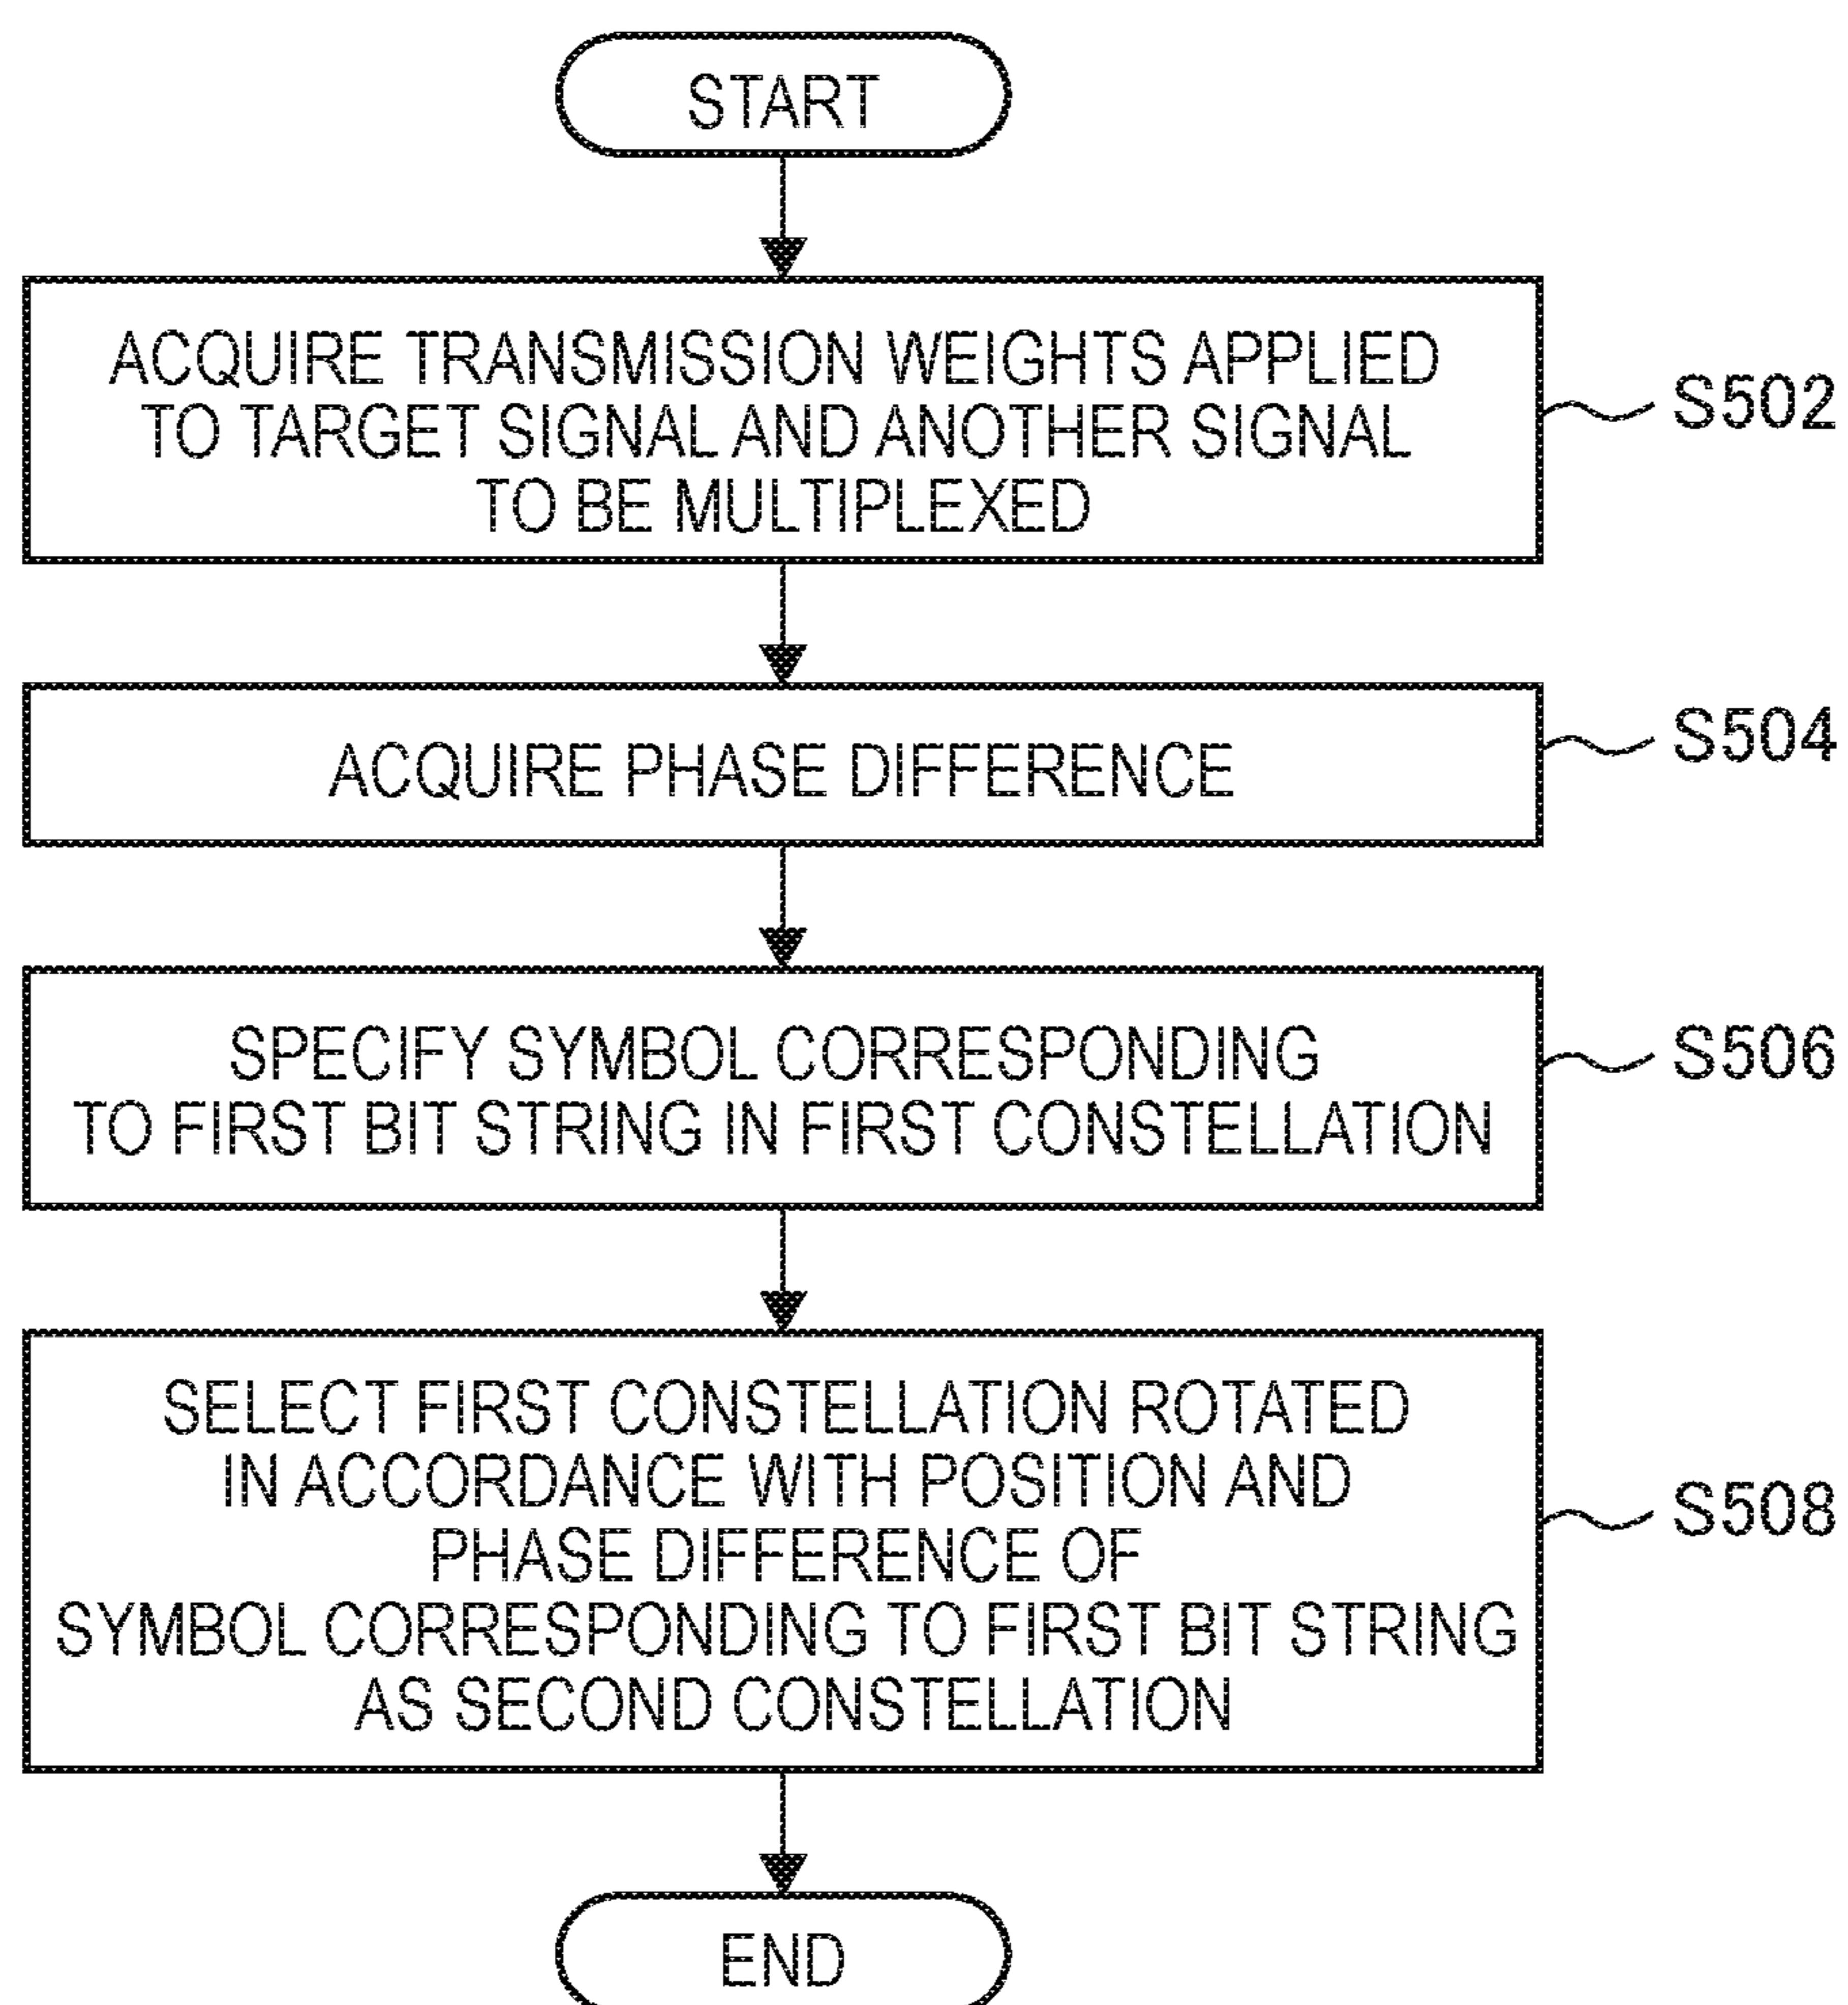 START
ACQUIRE TRANSMISSION WEIGHTS APPLIED
TO TARGET SIGNAL AND ANOTHER SIGNAL
TO BE MULTIPLEXED
S502
ACQUIRE PHASE DIFFERENCE
S504
SPECIFY SYMBOL CORRESPONDING
TO FIRST BIT STRING IN FIRST CONSTELLATION
S506
SELECT FIRST CONSTELLATION ROTATED
IN ACCORDANCE WITH POSITION AND
PHASE DIFFERENCE OF
SYMBOL CORRESPONDING TO FIRST BIT STRING
AS SECOND CONSTELLATION
S508
END